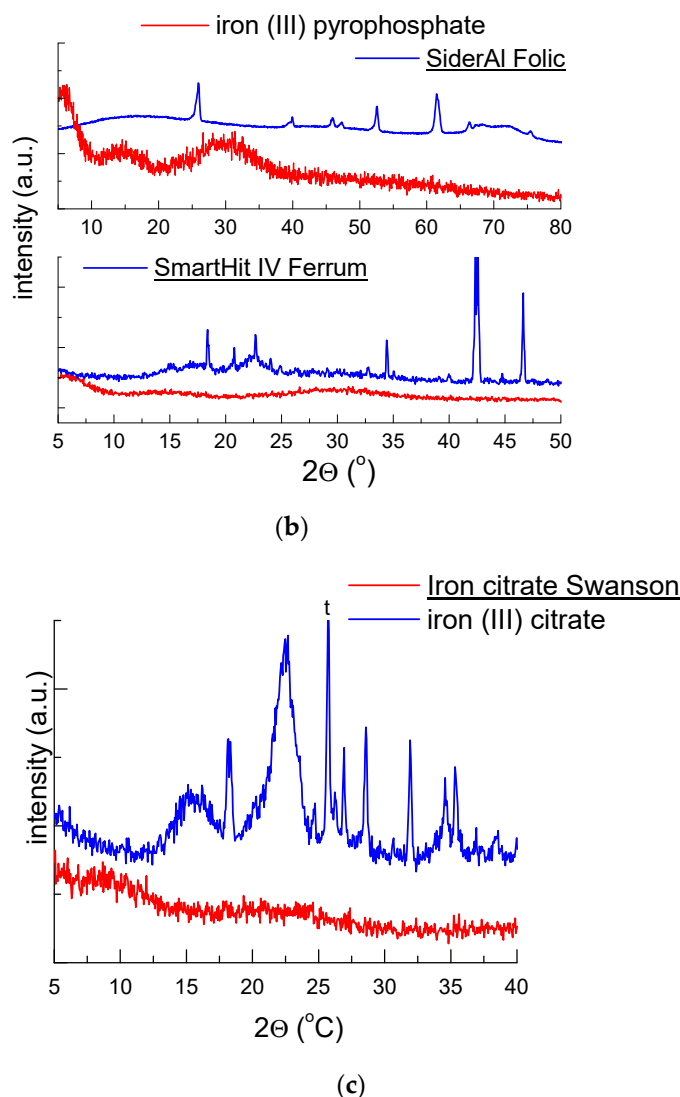 iron (III) pyrophosphate
SiderAl Folic
intensity (a.u.)
10 20 30 40 50 60 70 80
SmartHit IV Ferrum
5 10 15 20 25 30 35 40 45 50
2Θ (°)
(b)
Iron citrate Swanson
iron (III) citrate
t
intensity (a.u.)
5 10 15 20 25 30 35 40
2Θ (°C)
(c)